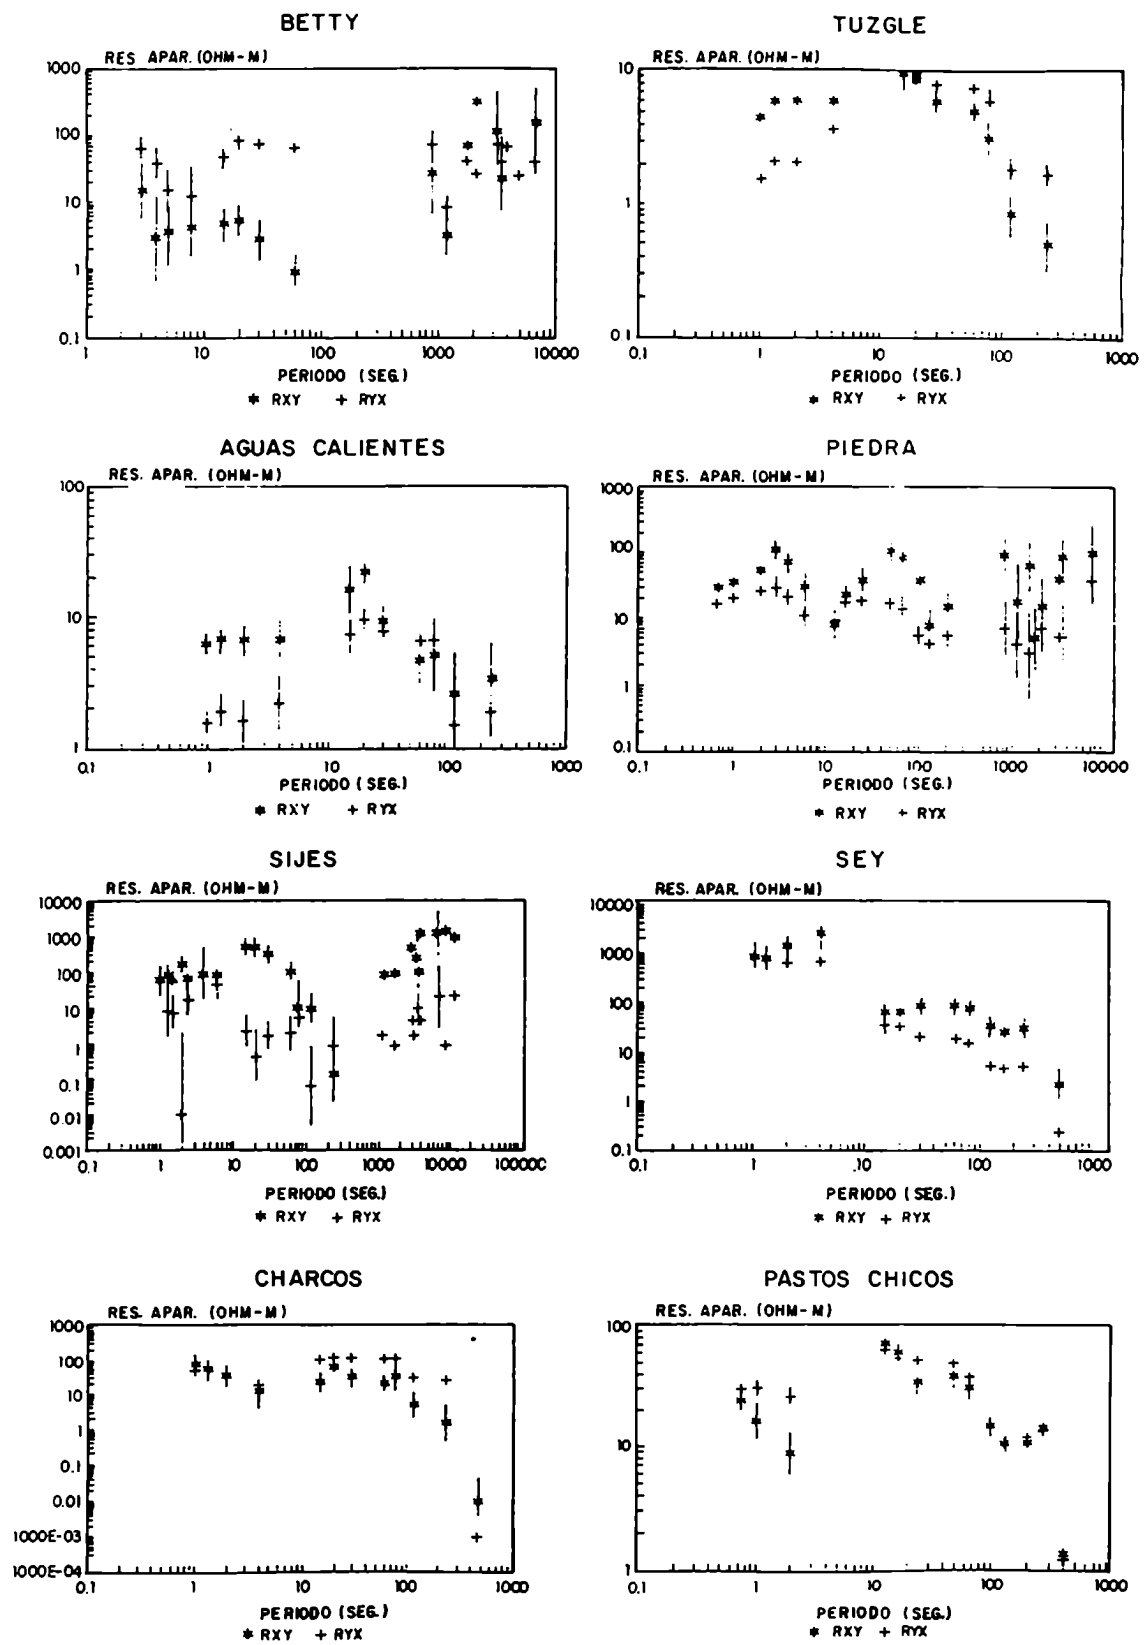 BETTY
RES APAR. (OHM-M)
1000
100
10
1
0.1
1
10
100
1000
10000
PERIODO (SEG.)
* RXY + RYX
TUZGLE
RES. APAR. (OHM-M)
10
1
0.1
0.1
1
10
100
1000
PERIODO (SEG.)
* RXY + RYX
AGUAS CALIENTES
RES. APAR. (OHM-M)
100
10
1
0.1
1
10
100
1000
PERIODO (SEG.)
* RXY + RYX
PIEDRA
RES. APAR. (OHM-M)
1000
100
10
1
0.1
0.1
1
10
100
1000
10000
PERIODO (SEG.)
* RXY + RYX
SIJES
RES. APAR. (OHM-M)
10000
1000
100
10
1
0.1
0.01
0.001
0.1
1
10
100
1000
10000
100000
PERIODO (SEG.)
* RXY + RYX
SEY
RES. APAR. (OHM-M)
10000
1000
100
10
1
0.1
0.1
1
10
100
1000
PERIODO (SEG.)
* RXY + RYX
CHARCOS
RES. APAR. (OHM-M)
1000
100
10
1
0.1
0.01
1000E-03
1000E-04
0.1
1
10
100
1000
PERIODO (SEG.)
* RXY + RYX
PASTOS CHICOS
RES. APAR. (OHM-M)
100
10
1
0.1
1
10
100
1000
PERIODO (SEG.)
* RXY + RYX